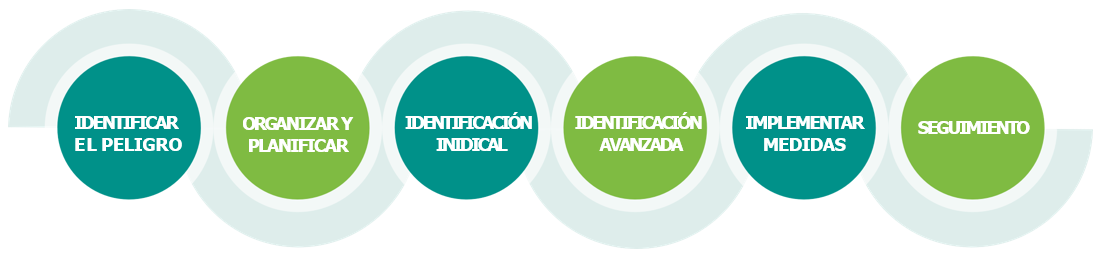 IDENTIFICAR
EL PELIGRO
ORGANIZAR Y
PLANIFICAR
IDENTIFICACIÓN
INIDICAL
IDENTIFICACIÓN
AVANZADA
IMPLEMENTAR
MEDIDAS
SEGUIMIENTO